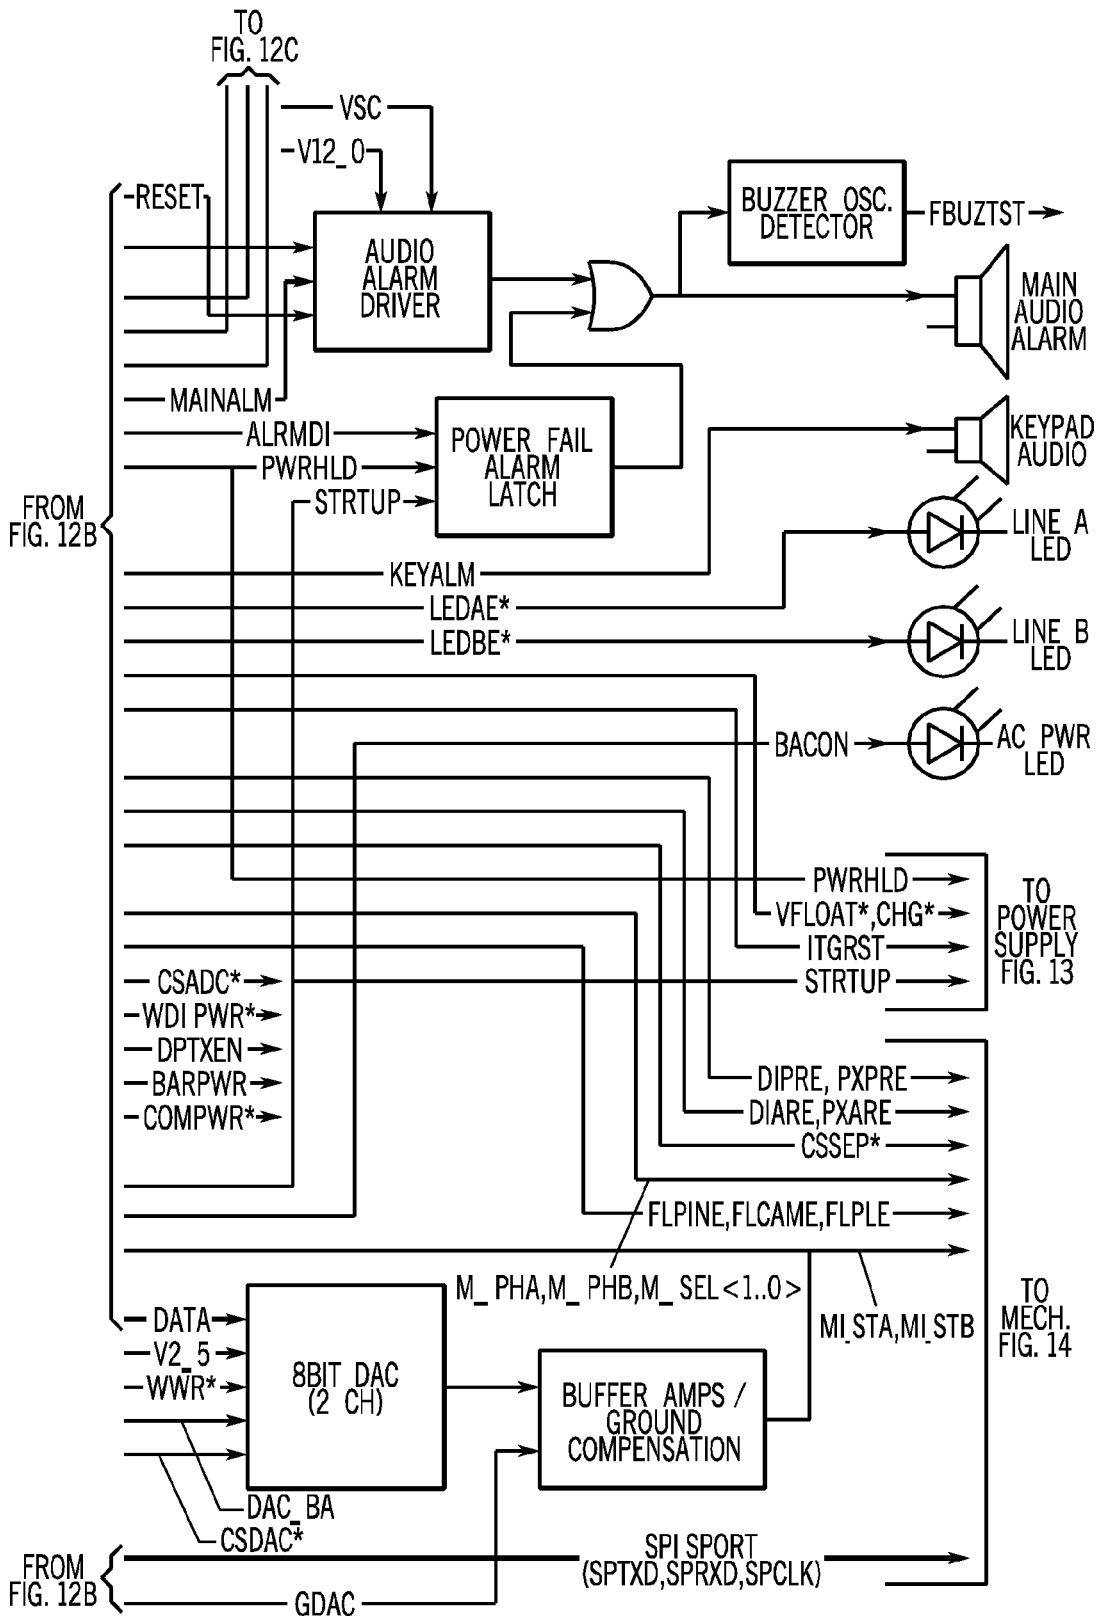 TO
FIG. 12C
VSC
V12_0
RESET
BUZZER OSC.
DETECTOR
FBUZTST
AUDIO
ALARM
DRIVER
MAIN
AUDIO
ALARM
MAINALM
ALRMDI
PWRHLD
STRTUP
POWER FAIL
ALARM
LATCH
KEYPAD
AUDIO
FROM
FIG. 12B
LINE A
LED
KEYALM
LEDAE*
LEDBE*
LINE B
LED
BACON
AC PWR
LED
PWRHLD
VFLOAT*,CHG*
ITGRST
STRTUP
TO
POWER
SUPPLY
FIG. 13
CSADC*
WDI PWR*
DPTXEN
BARPWR
COMPWR*
DIPRE, PXPRE
DIARE,PXARE
CSSEP*
FLPINE,FLCAME,FLPLE
M_ PHA,M_ PHB,M_ SEL<1..0>
MI_STA,MI_STB
TO
MECH.
FIG. 14
DATA
V2_5
WWR*
8BIT DAC
(2 CH)
BUFFER AMPS /
GROUND
COMPENSATION
DAC_BA
CSDAC*
FROM
FIG. 12B
SPI SPORT
(SPTXD,SPRXD,SPCLK)
GDAC